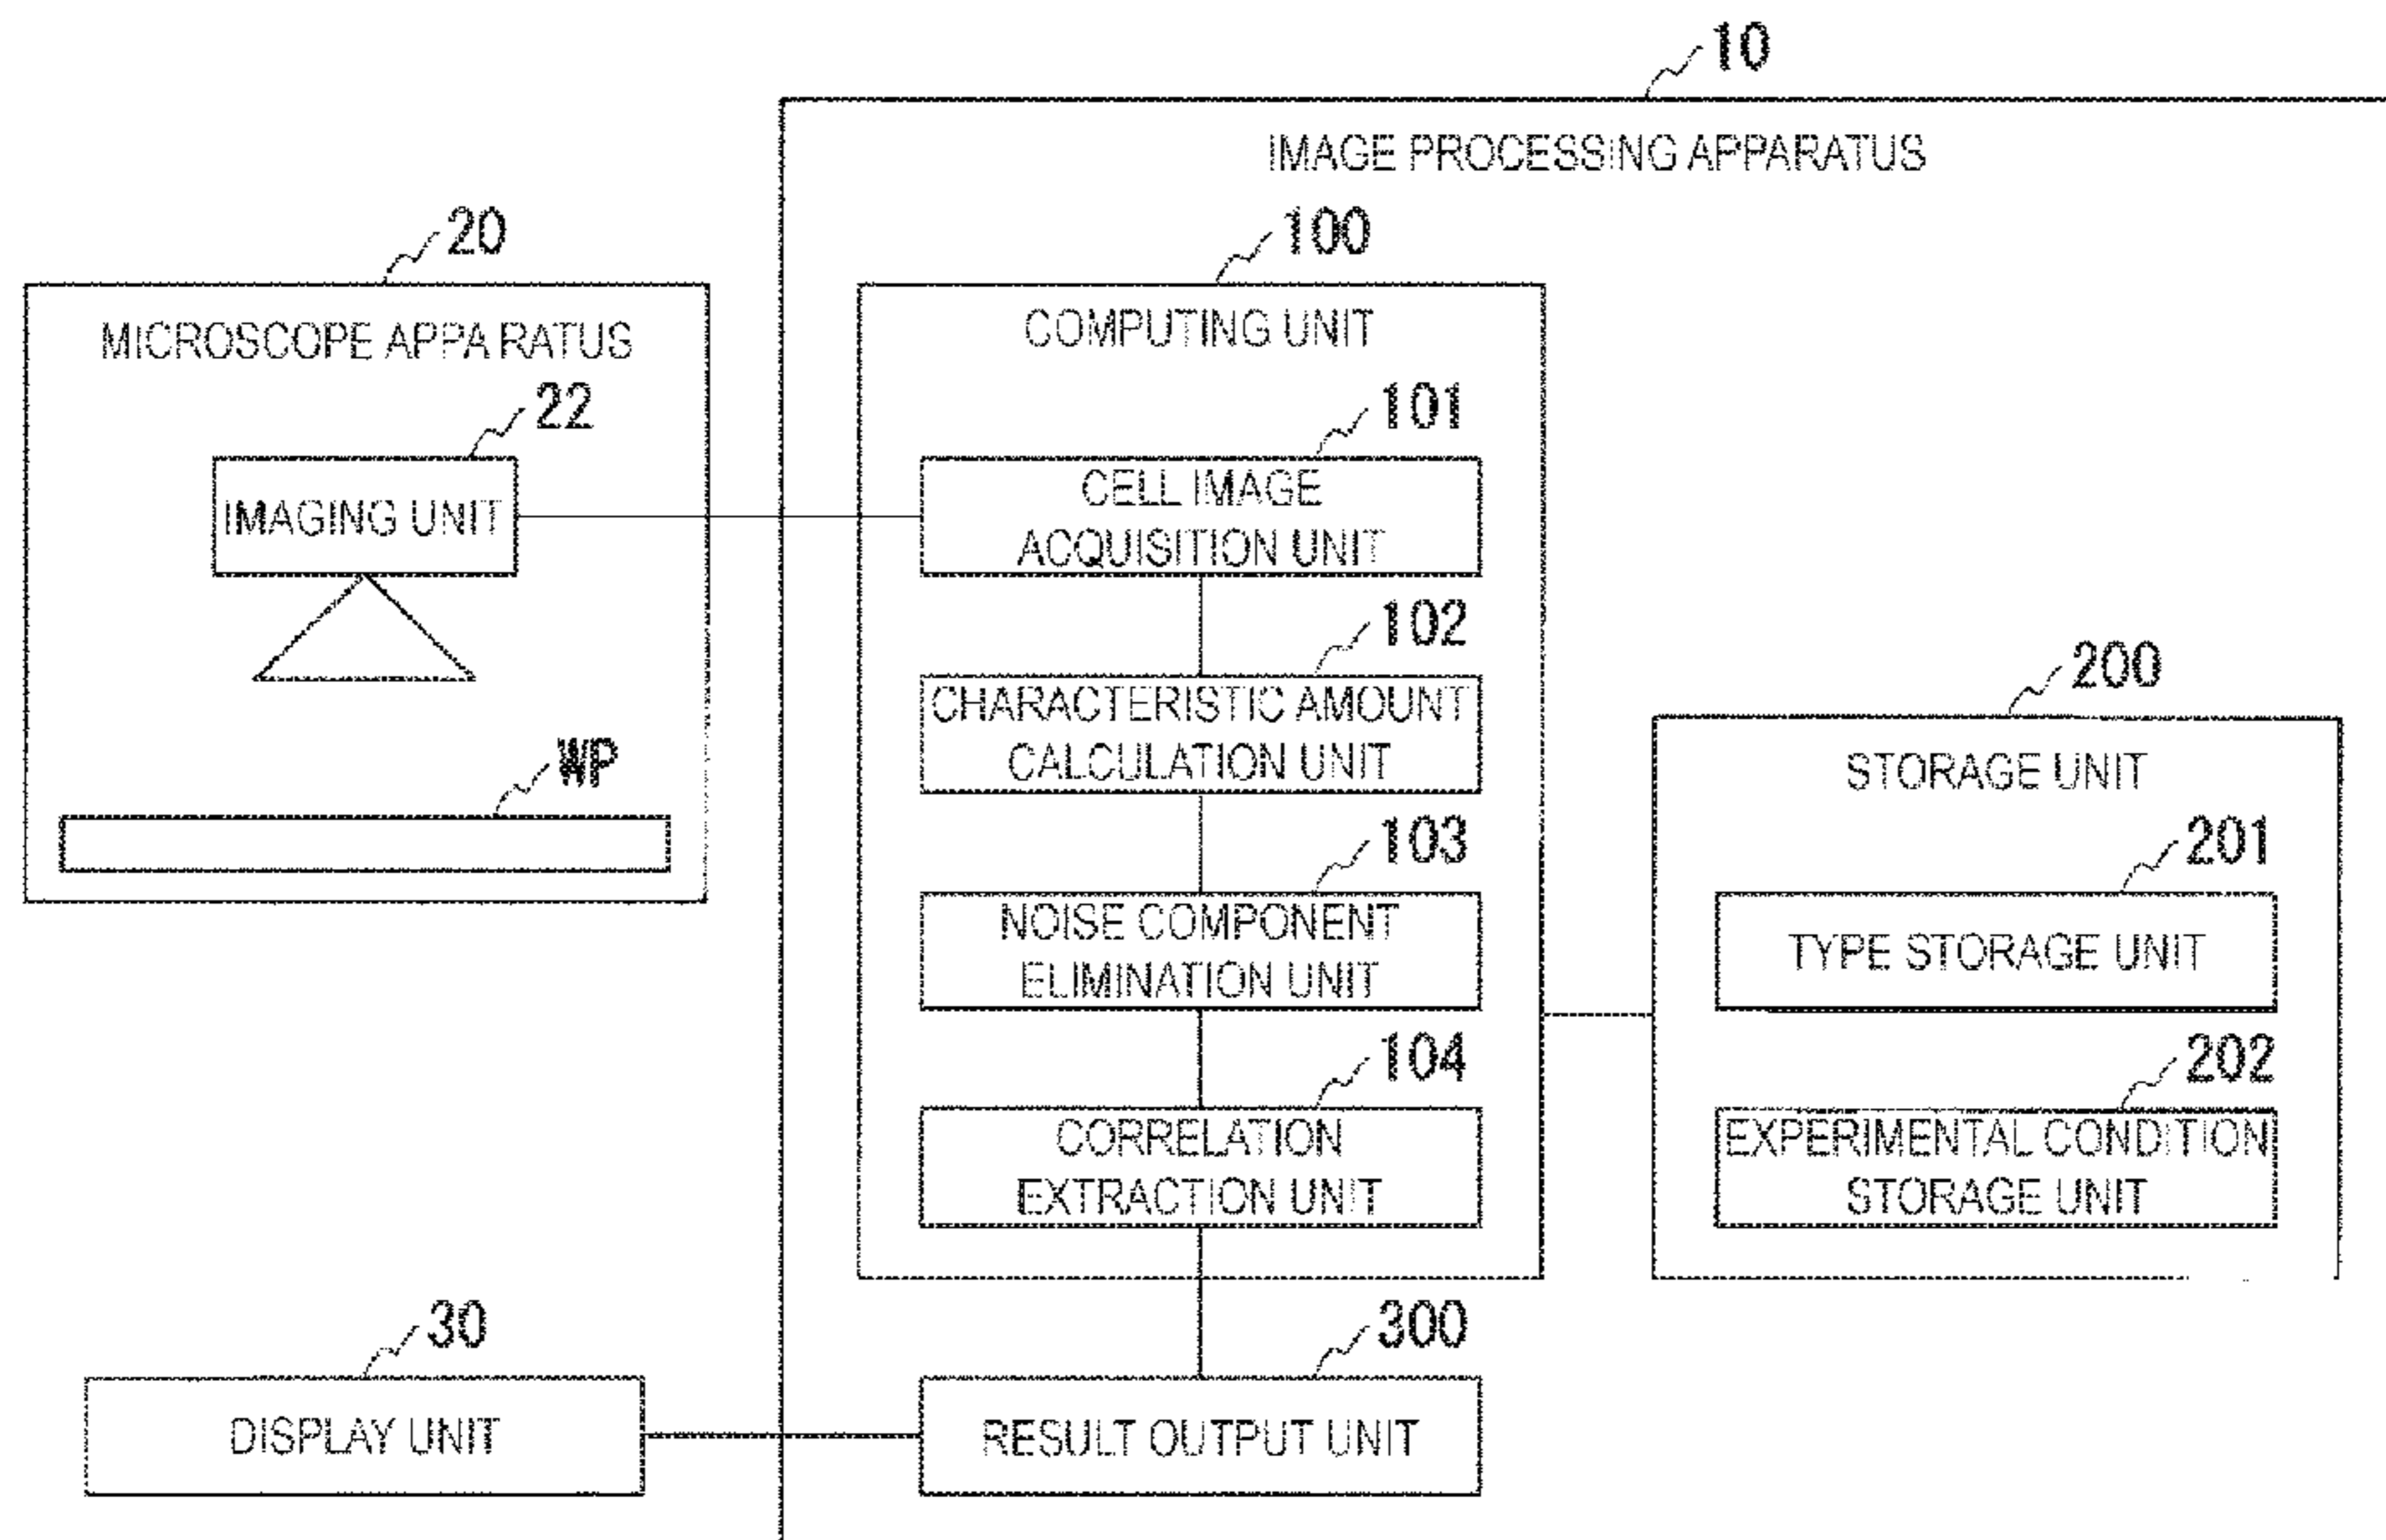 10
IMAGE PROCESSING APPARATUS
20
MICROSCOPE APPARATUS
22
IMAGING UNIT
WP
100
COMPUTING UNIT
101
CELL IMAGE
ACQUISITION UNIT
102
CHARACTERISTIC AMOUNT
CALCULATION UNIT
103
NOISE COMPONENT
ELIMINATION UNIT
104
CORRELATION
EXTRACTION UNIT
200
STORAGE UNIT
201
TYPE STORAGE UNIT
202
EXPERIMENTAL CONDITION
STORAGE UNIT
30
DISPLAY UNIT
300
RESULT OUTPUT UNIT